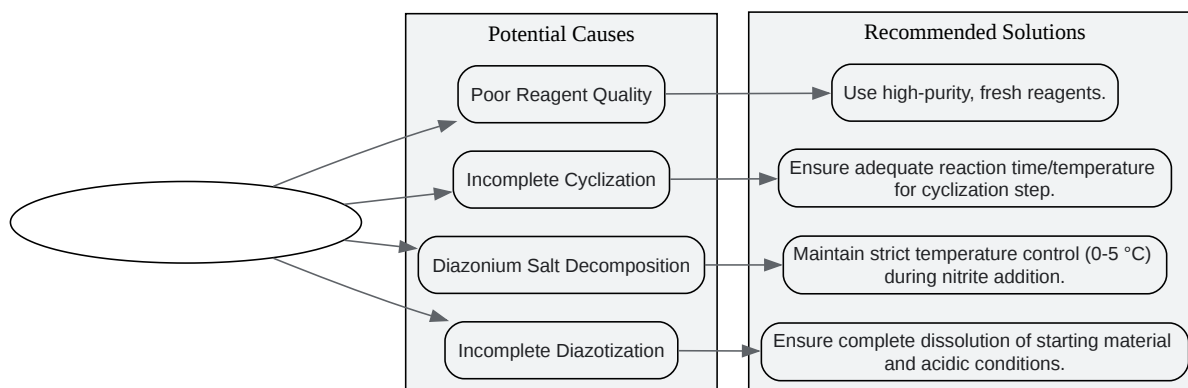 Potential Causes
Recommended Solutions
Poor Reagent Quality
Use high-purity, fresh reagents.
Incomplete Cyclization
Ensure adequate reaction time/temperature
for cyclization step.
Diazonium Salt Decomposition
Maintain strict temperature control (0-5 °C)
during nitrite addition.
Incomplete Diazotization
Ensure complete dissolution of starting material
and acidic conditions.